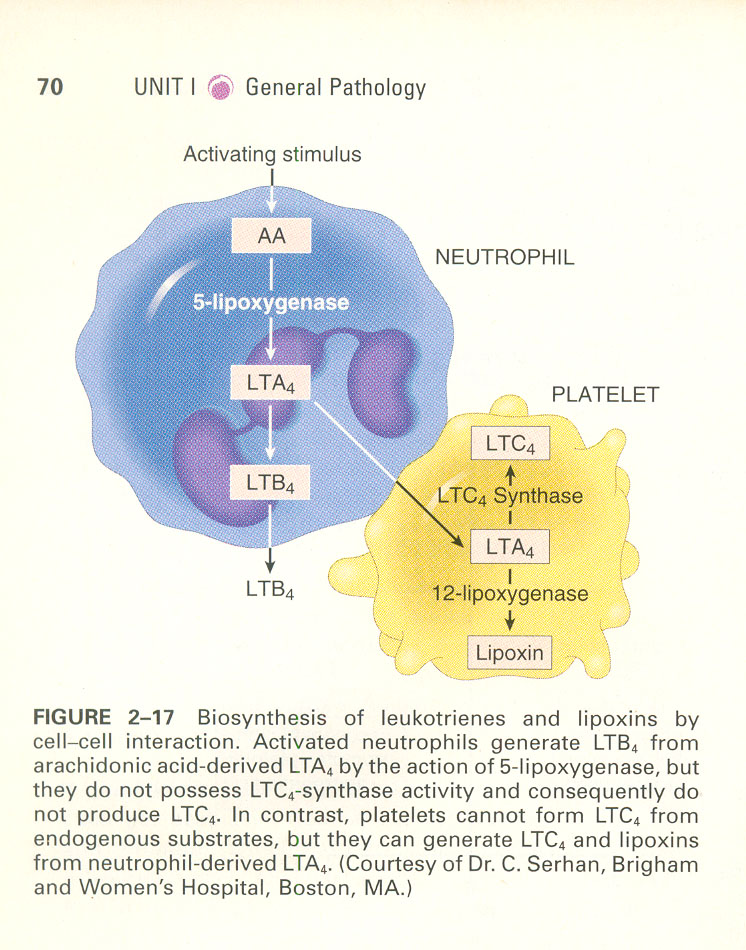 70 UNIT I General Pathology
Activating stimulus
AA
NEUTROPHIL
5-lipoxygenase
LTA₄
PLATELET
LTC₄
LTB₄
LTC₄ Synthase
LTA₄
LTB₄
12-lipoxygenase
Lipoxin
FIGURE 2–17 Biosynthesis of leukotrienes and lipoxins by
cell–cell interaction. Activated neutrophils generate LTB₄ from
arachidonic acid-derived LTA₄ by the action of 5-lipoxygenase, but
they do not possess LTC₄-synthase activity and consequently do
not produce LTC₄. In contrast, platelets cannot form LTC₄ from
endogenous substrates, but they can generate LTC₄ and lipoxins
from neutrophil-derived LTA₄. (Courtesy of Dr. C. Serhan, Brigham
and Women's Hospital, Boston, MA.)